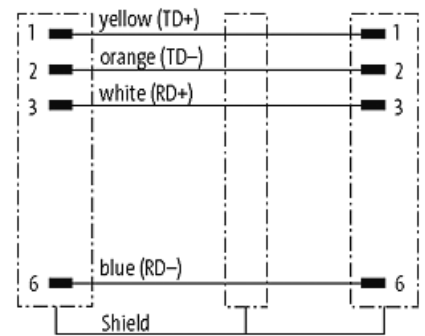 1 yellow (TD+) 1
2 orange (TD–) 2
3 white (RD+) 3
6 blue (RD–) 6
Shield